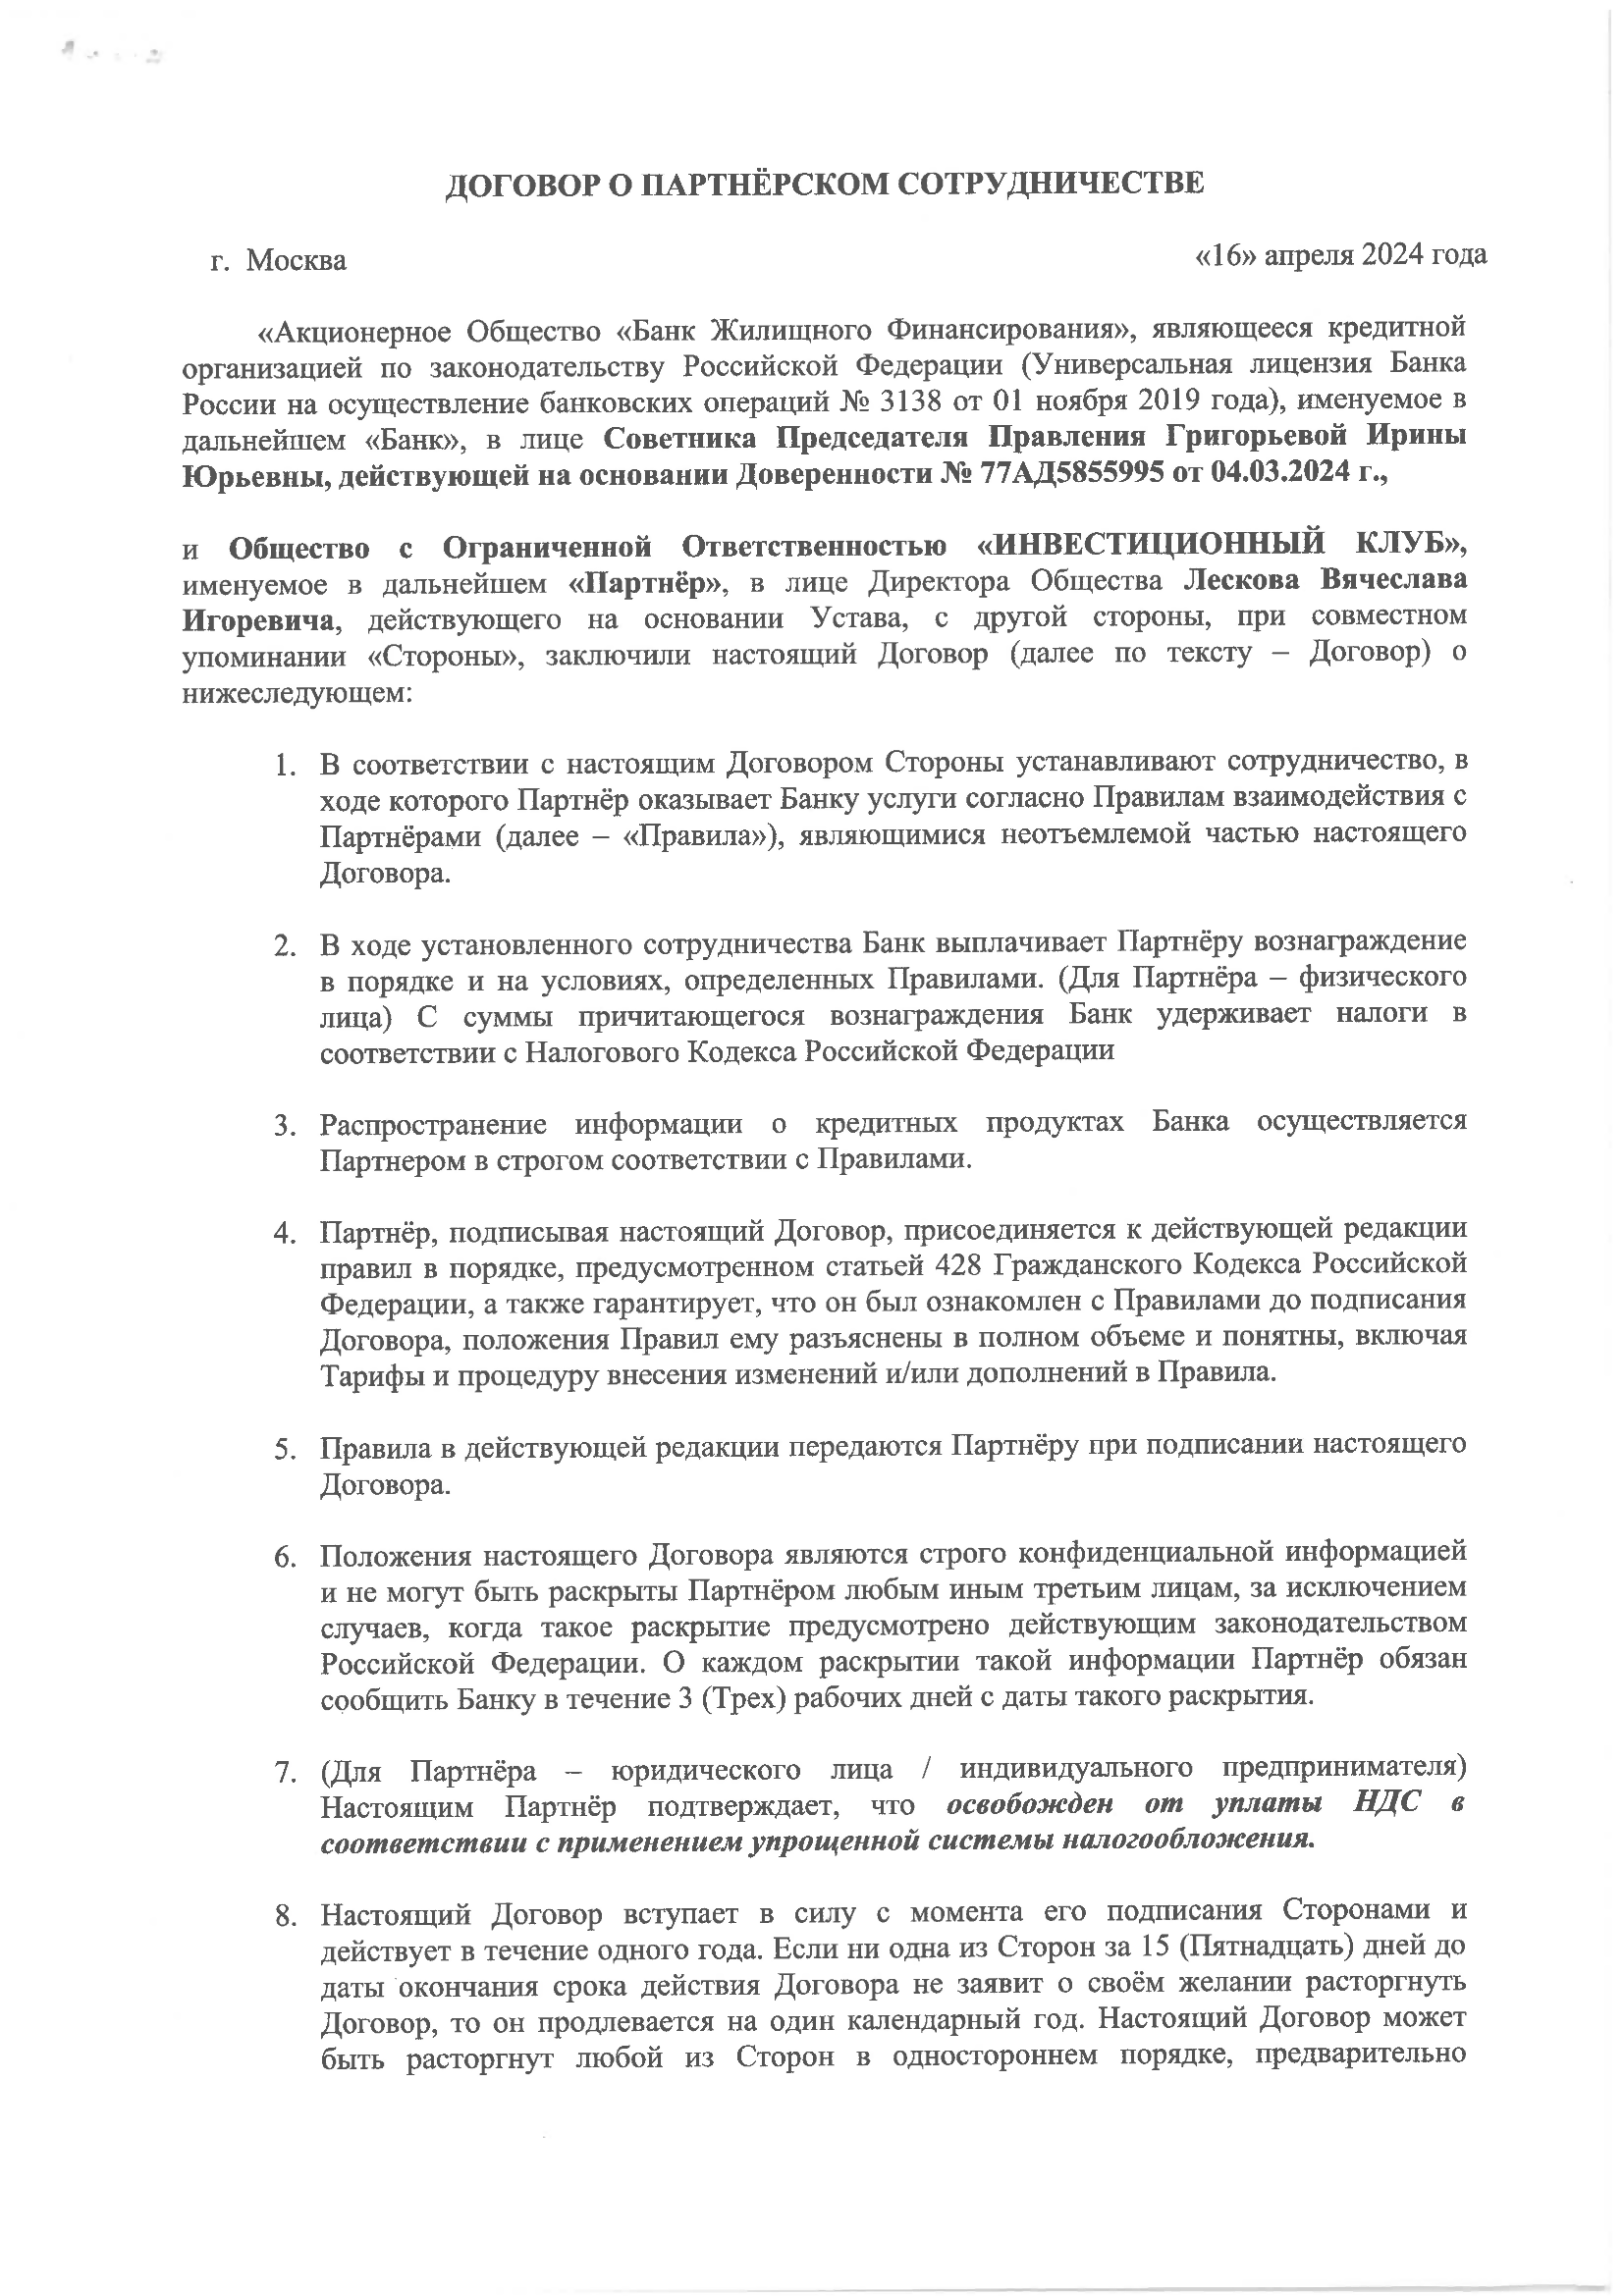 ДОГОВОР О ПАРТНЁРСКОМ СОТРУДНИЧЕСТВЕ
г. Москва «16» апреля 2024 года
«Акционерное Общество «Банк Жилищного Финансирования», являющееся кредитной
организацией по законодательству Российской Федерации (Универсальная лицензия Банка
России на осуществление банковских операций № 3138 от 01 ноября 2019 года), именуемое в
дальнейшем «Банк», в лице Советника Председателя Правления Григорьевой Ирины
Юрьевны, действующей на основании Доверенности № 77АД5855995 от 04.03.2024 г.,
и Общество с Ограниченной Ответственностью «ИНВЕСТИЦИОННЫЙ КЛУБ»,
именуемое в дальнейшем «Партнёр», в лице Директора Общества Лескова Вячеслава
Игоревича, действующего на основании Устава, с другой стороны, при совместном
упоминании «Стороны», заключили настоящий Договор (далее по тексту – Договор) о
нижеследующем:
1. В соответствии с настоящим Договором Стороны устанавливают сотрудничество, в
ходе которого Партнёр оказывает Банку услуги согласно Правилам взаимодействия с
Партнёрами (далее – «Правила»), являющимися неотъемлемой частью настоящего
Договора.
2. В ходе установленного сотрудничества Банк выплачивает Партнёру вознаграждение
в порядке и на условиях, определенных Правилами. (Для Партнёра – физического
лица) С суммы причитающегося вознаграждения Банк удерживает налоги в
соответствии с Налогового Кодекса Российской Федерации
3. Распространение информации о кредитных продуктах Банка осуществляется
Партнером в строгом соответствии с Правилами.
4. Партнёр, подписывая настоящий Договор, присоединяется к действующей редакции
правил в порядке, предусмотренном статьей 428 Гражданского Кодекса Российской
Федерации, а также гарантирует, что он был ознакомлен с Правилами до подписания
Договора, положения Правил ему разъяснены в полном объеме и понятны, включая
Тарифы и процедуру внесения изменений и/или дополнений в Правила.
5. Правила в действующей редакции передаются Партнёру при подписании настоящего
Договора.
6. Положения настоящего Договора являются строго конфиденциальной информацией
и не могут быть раскрыты Партнёром любым иным третьим лицам, за исключением
случаев, когда такое раскрытие предусмотрено действующим законодательством
Российской Федерации. О каждом раскрытии такой информации Партнёр обязан
сообщить Банку в течение 3 (Трех) рабочих дней с даты такого раскрытия.
7. (Для Партнёра – юридического лица / индивидуального предпринимателя)
Настоящим Партнёр подтверждает, что освобожден от уплаты НДС в
соответствии с применением упрощенной системы налогообложения.
8. Настоящий Договор вступает в силу с момента его подписания Сторонами и
действует в течение одного года. Если ни одна из Сторон за 15 (Пятнадцать) дней до
даты окончания срока действия Договора не заявит о своём желании расторгнуть
Договор, то он продлевается на один календарный год. Настоящий Договор может
быть расторгнут любой из Сторон в одностороннем порядке, предварительно